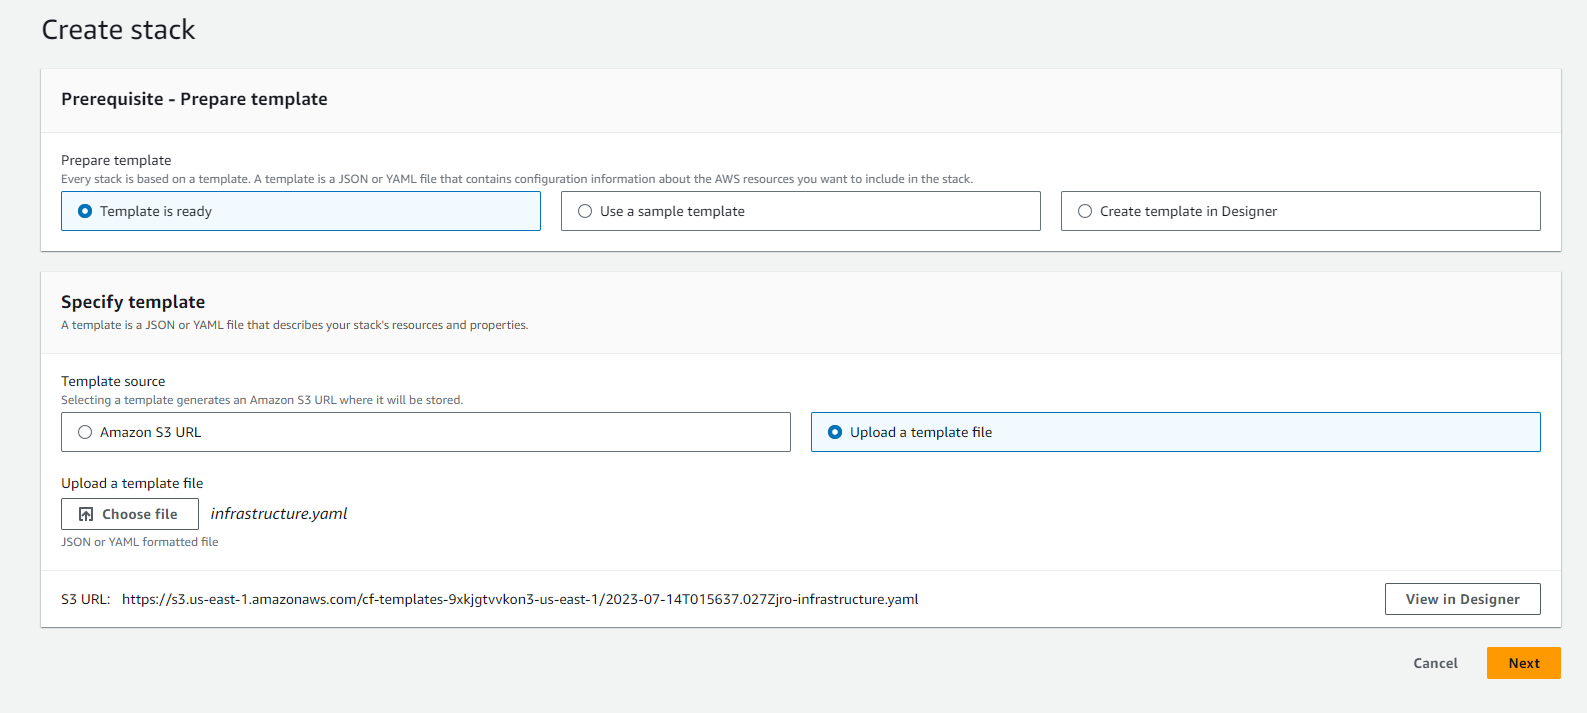 Create stack
Prerequisite - Prepare template
Prepare template
Every stack is based on a template. A template is a JSON or YAML file that contains configuration information about the AWS resources you want to include in the stack.
Template is ready
Use a sample template
Create template in Designer
Specify template
A template is a JSON or YAML file that describes your stack's resources and properties.
Template source
Selecting a template generates an Amazon S3 URL where it will be stored.
Amazon S3 URL
Upload a template file
Upload a template file
Choose file
infrastructure.yaml
JSON or YAML formatted file
S3 URL: https://s3.us-east-1.amazonaws.com/cf-templates-9xkjgtvvkon3-us-east-1/2023-07-14T015637.027Zjro-infrastructure.yaml
View in Designer
Cancel
Next